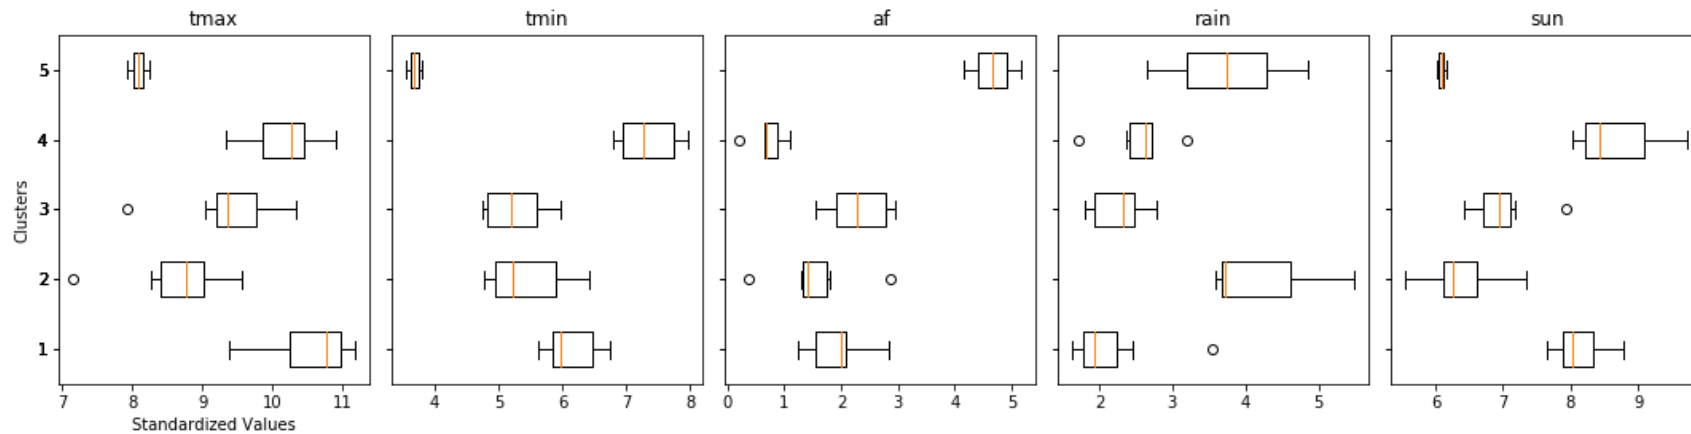 tmax tmin af rain sun
Clusters
5
4
3
2
1
7 8 9 10 11 4 5 6 7 8 0 1 2 3 4 5 2 3 4 5 6 7 8 9
Standardized Values